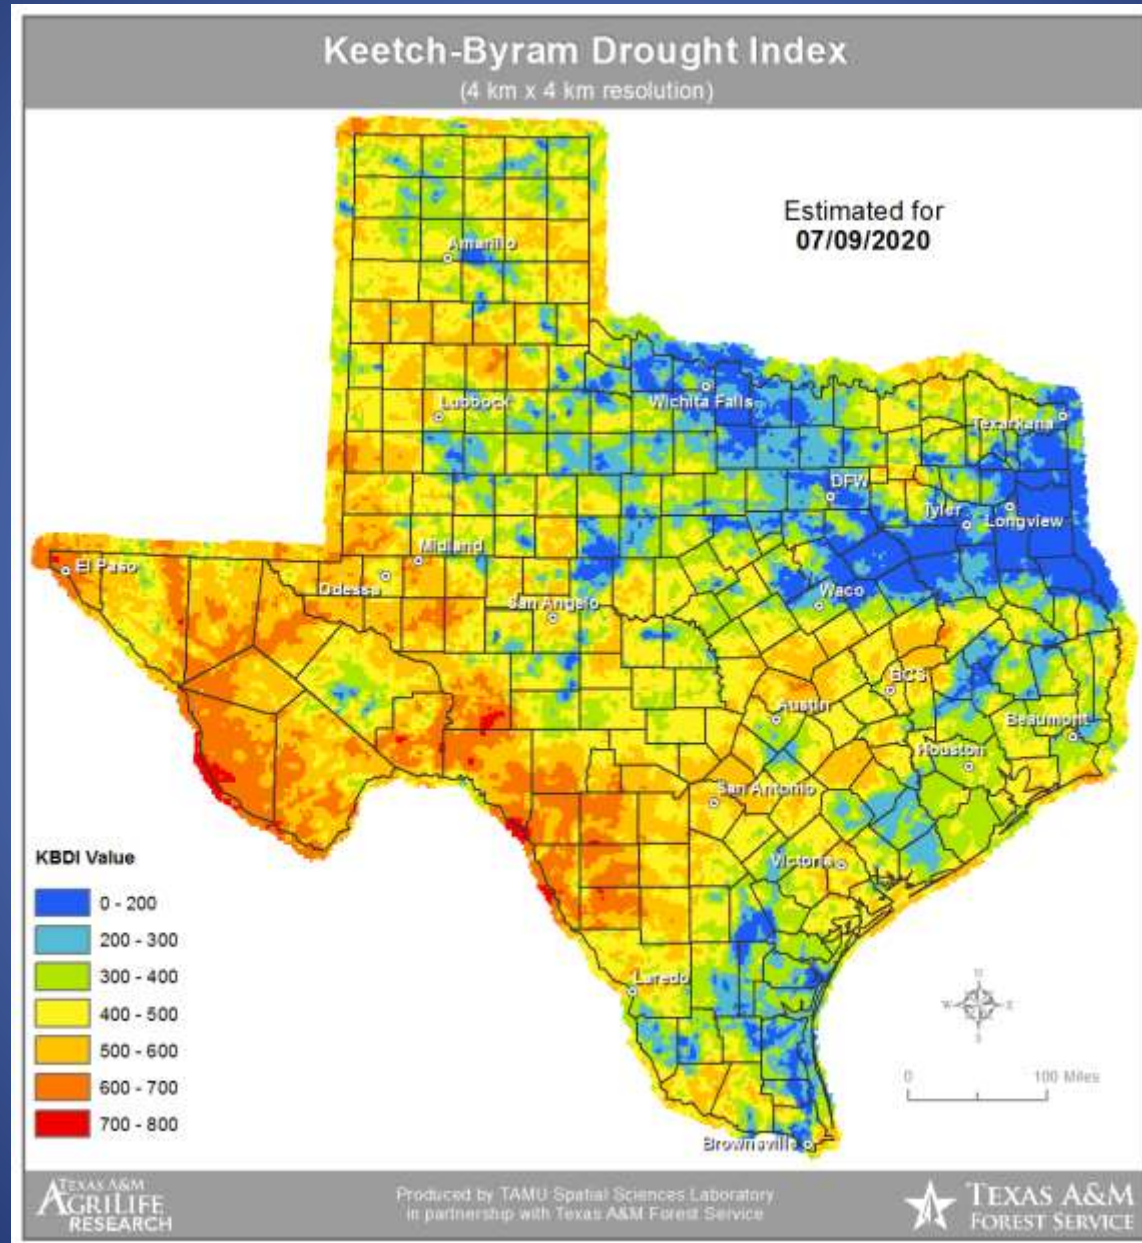 Keetch-Byram Drought Index
(4 km x 4 km resolution)
Estimated for
07/09/2020
Amarillo
Lubbock
Wichita Falls
Texarkana
DFW
Tyler
Longview
El Paso
Midland
Odessa
San Angelo
Waco
BCS
Austin
Beaumont
Houston
San Antonio
Victoria
Laredo
Brownsville
KBDI Value
0 - 200
200 - 300
300 - 400
400 - 500
500 - 600
600 - 700
700 - 800
N
W
E
S
0
100 Miles
TEXAS A&M
AGRILIFE
RESEARCH
Produced by TAMU Spatial Sciences Laboratory
in partnership with Texas A&M Forest Service
TEXAS A&M
FOREST SERVICE